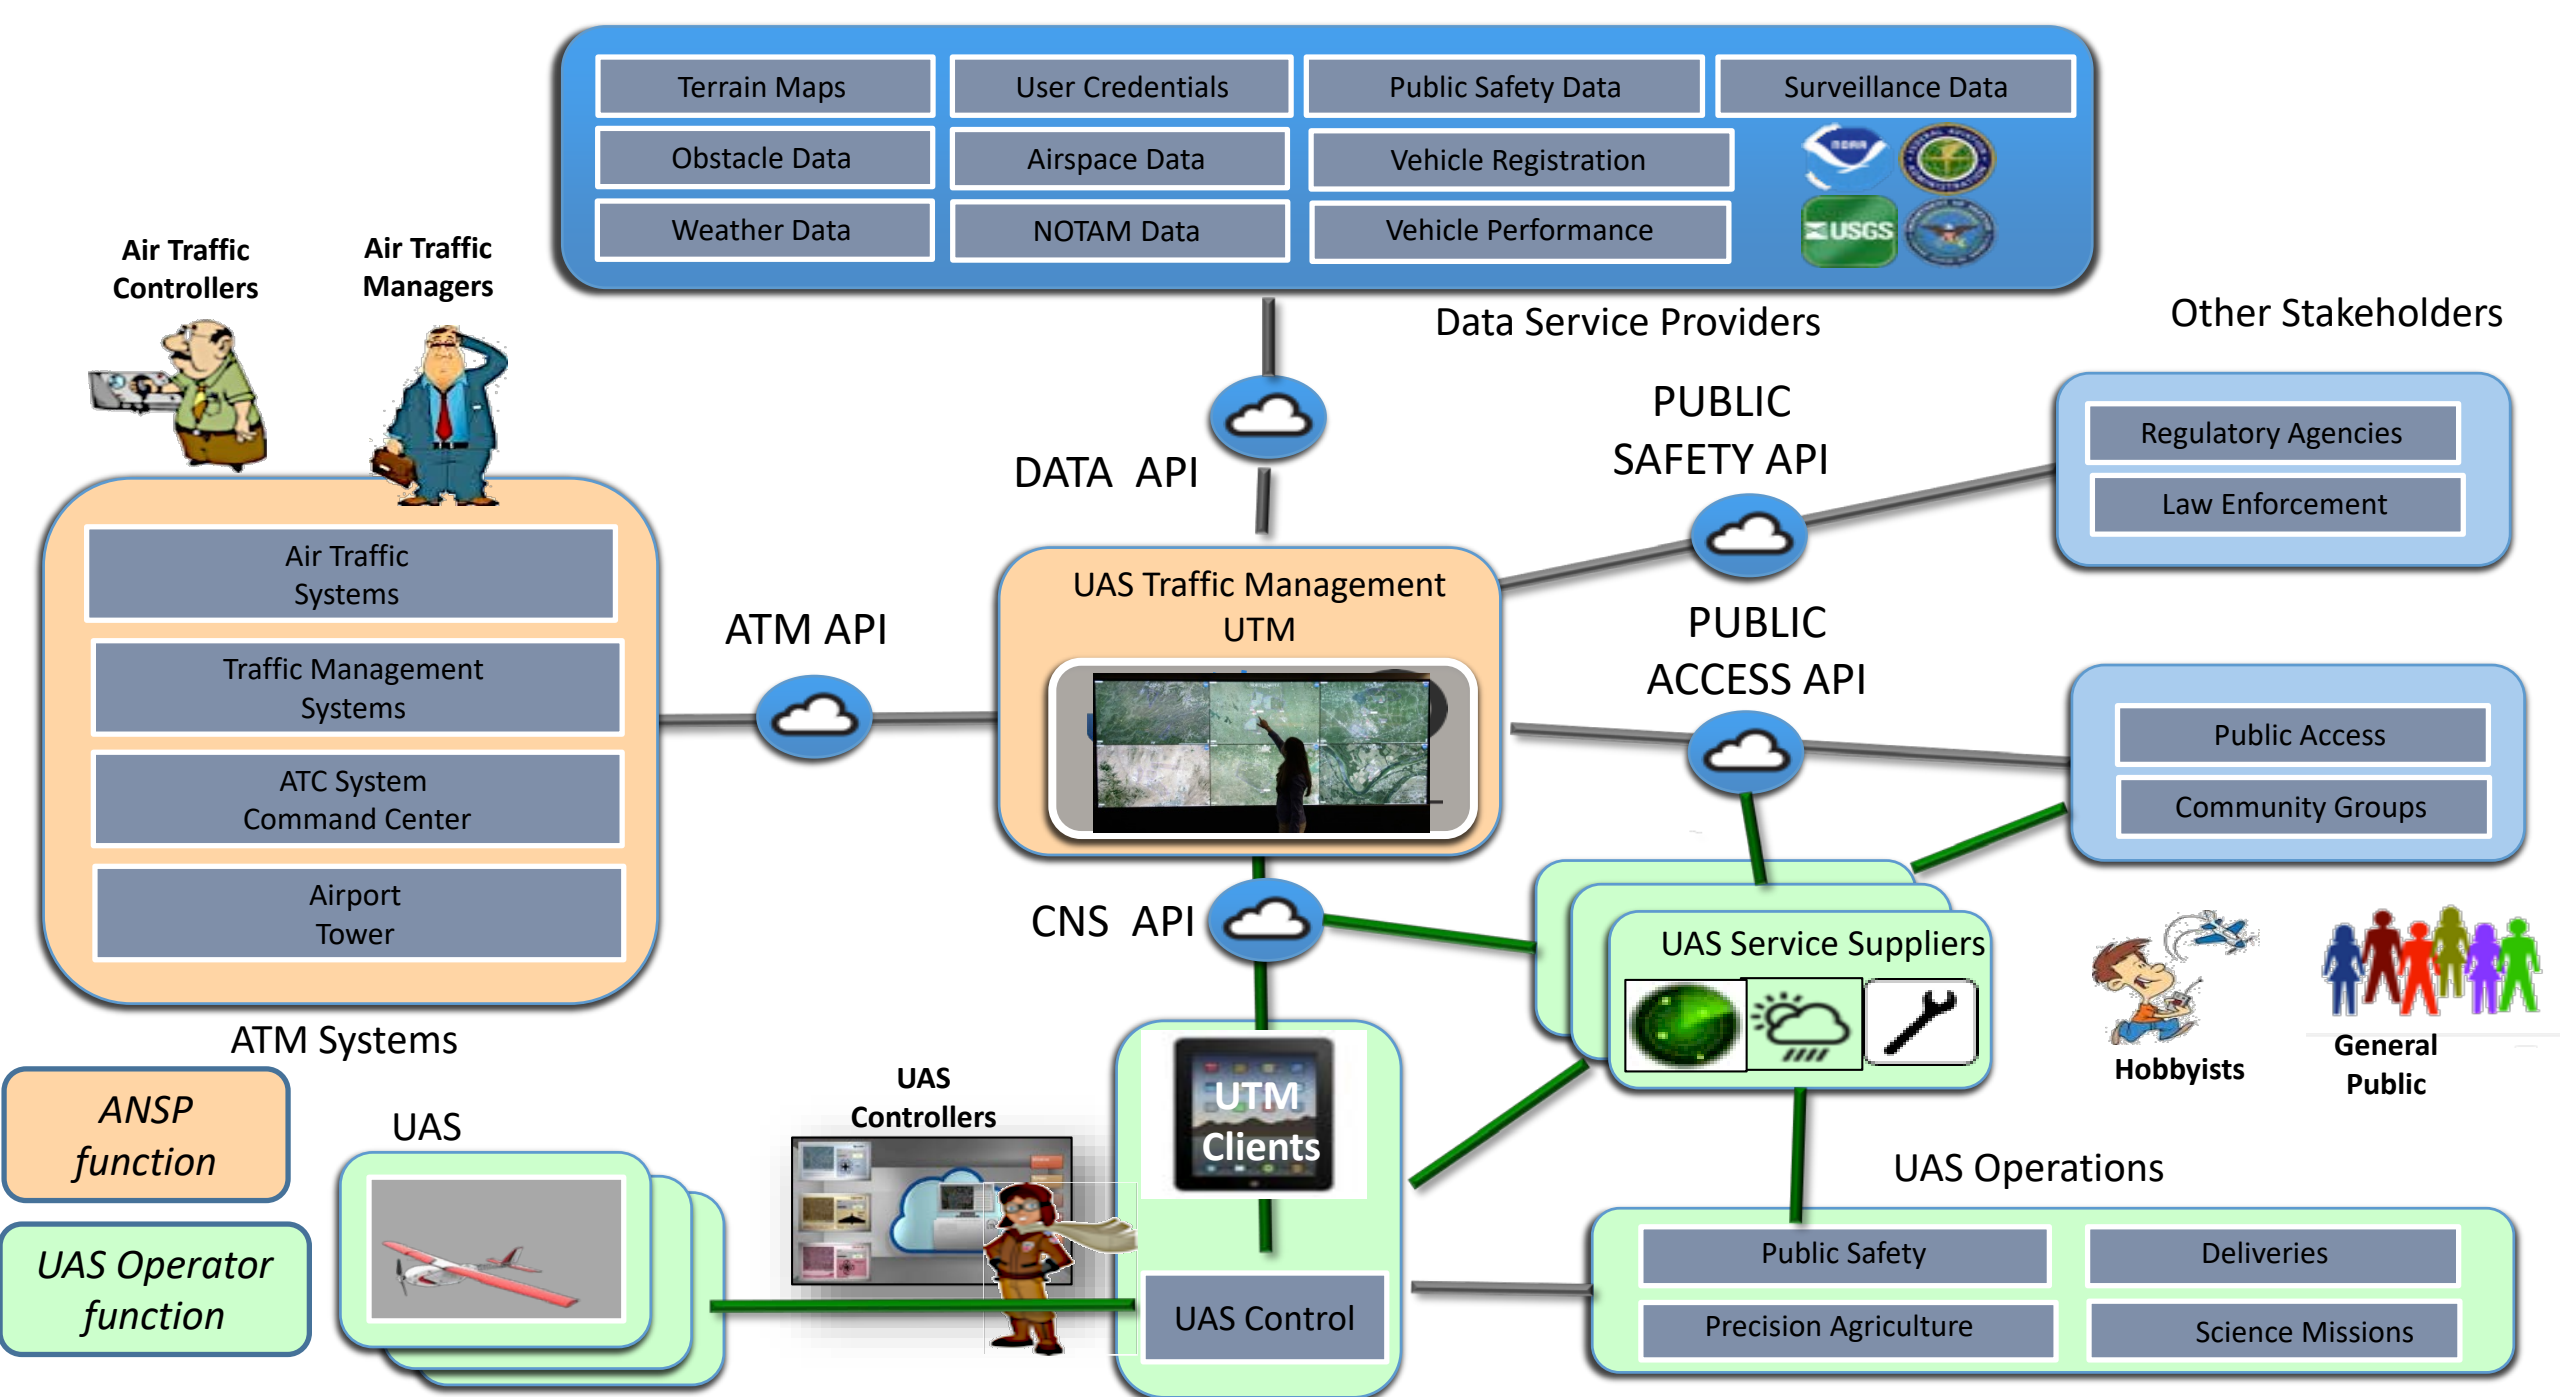 Terrain Maps
User Credentials
Public Safety Data
Surveillance Data
Obstacle Data
Airspace Data
Vehicle Registration
Weather Data
NOTAM Data
Vehicle Performance
NOAA
USGS
Data Service Providers
Air Traffic
Controllers
Air Traffic
Managers
Other Stakeholders
DATA API
PUBLIC
SAFETY API
Regulatory Agencies
Law Enforcement
Air Traffic
Systems
Traffic Management
Systems
ATC System
Command Center
Airport
Tower
ATM Systems
ATM API
UAS Traffic Management
UTM
PUBLIC
ACCESS API
Public Access
Community Groups
CNS API
UAS Service Suppliers
Hobbyists
General
Public
ANSP
function
UAS Operator
function
UAS
UAS
Controllers
UTM
Clients
UAS Control
UAS Operations
Public Safety
Deliveries
Precision Agriculture
Science Missions